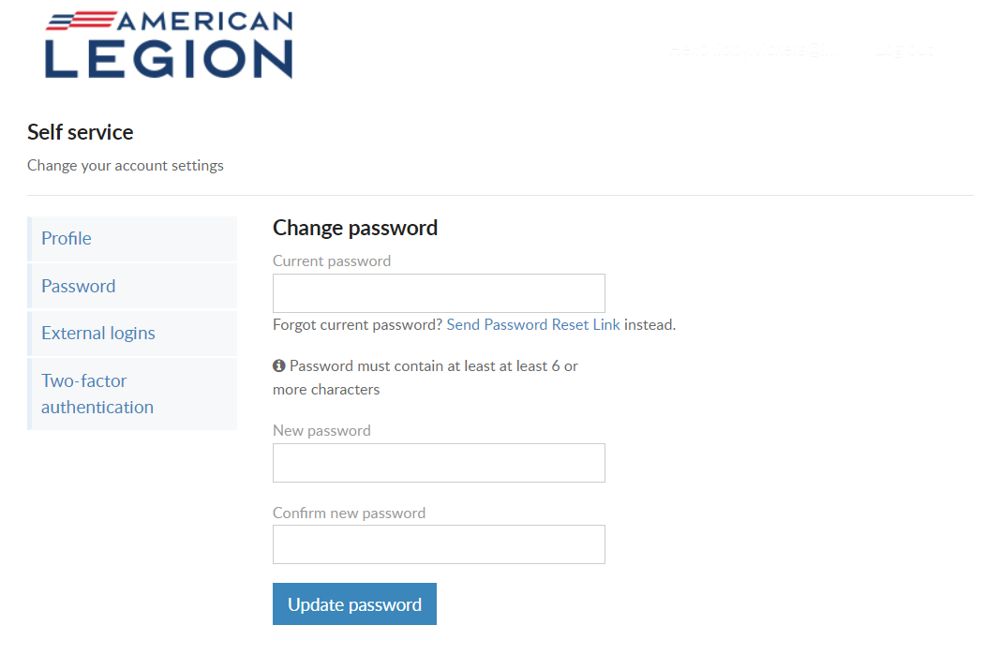 AMERICAN
LEGION
Self service
Change your account settings
Profile
Password
External logins
Two-factor
authentication
Change password
Current password
Forgot current password? Send Password Reset Link instead.
Password must contain at least at least 6 or
more characters
New password
Confirm new password
Update password